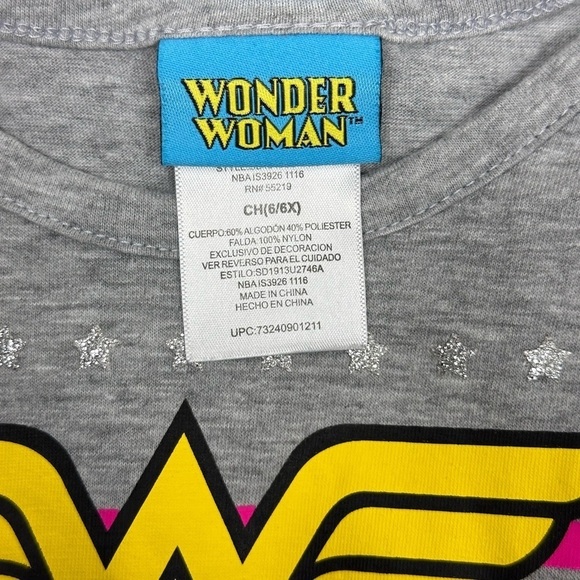 WONDER
WOMAN™
NBA IS3926 1116
RN# 55219
CH(6/6X)
CUERPO:60% ALGODÓN 40% POLIESTER
FALDA:100% NYLON
EXCLUSIVO DE DECORACION
VER REVERSO PARA EL CUIDADO
ESTILO:SD1913U2746A
NBA IS3926 1116
MADE IN CHINA
HECHO EN CHINA
UPC:73240901211